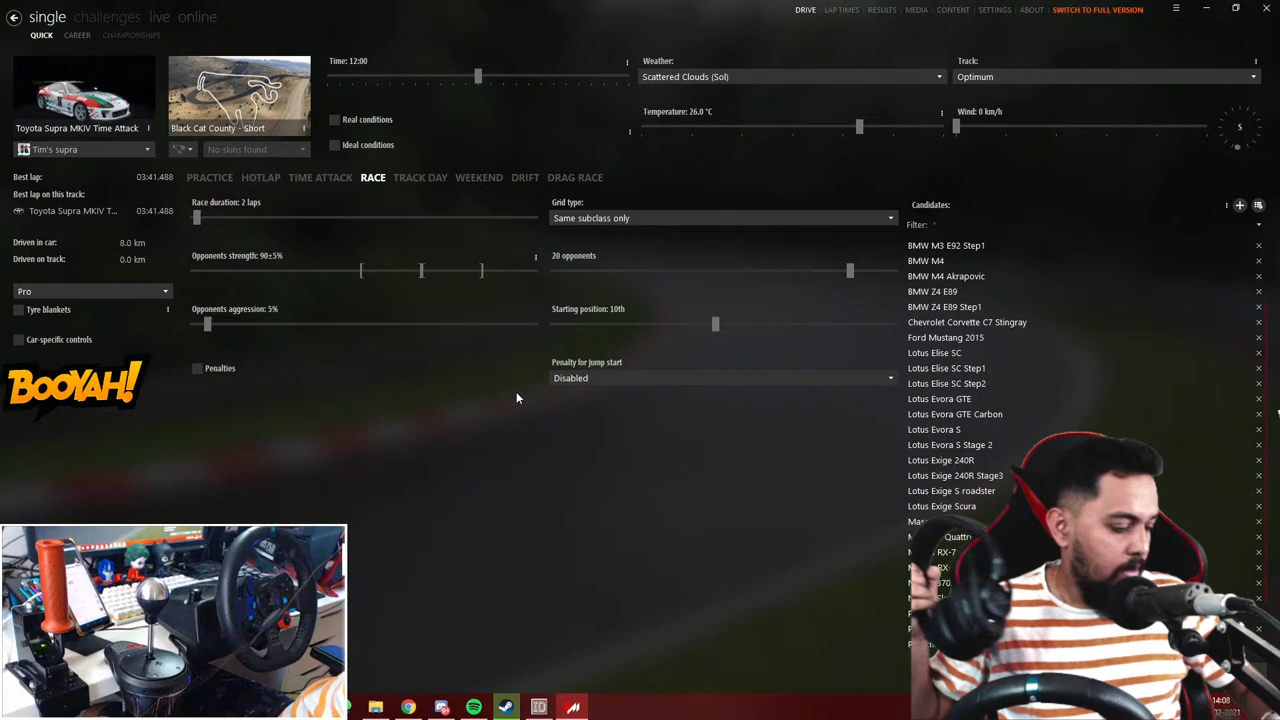 single challenges live online
DRIVE LAP TIMES RESULTS MEDIA CONTENT SETTINGS ABOUT SWITCH TO FULL VERSION
QUICK CAREER CHAMPIONSHIPS
Time: 12:00
Weather:
Track:
Scattered Clouds (Sol)
Optimum
Real conditions
Temperature: 26.0 °C
Wind: 0 km/h
S
Toyota Supra MKIV Time Attack
Black Cat County - Short
Ideal conditions
Tim's supra
No skins found
Best lap: 03:41.488
PRACTICE HOTLAP TIME ATTACK RACE TRACK DAY WEEKEND DRIFT DRAG RACE
Best lap on this track:
Toyota Supra MKIV T... 03:41.488
Race duration: 2 laps
Grid type:
Same subclass only
Candidates:
Filter:
Driven in car: 8.0 km
Driven on track: 0.0 km
Opponents strength: 90±5%
20 opponents
Pro
Tyre blankets
Opponents aggression: 5%
Starting position: 10th
Car-specific controls
Penalties
Penalty for jump start
Disabled
BOOYAH!
BMW M3 E92 Step1
BMW M4
BMW M4 Akrapovic
BMW Z4 E89
BMW Z4 E89 Step1
Chevrolet Corvette C7 Stingray
Ford Mustang 2015
Lotus Elise SC
Lotus Elise SC Step1
Lotus Elise SC Step2
Lotus Evora GTE
Lotus Evora GTE Carbon
Lotus Evora S
Lotus Evora S Stage 2
Lotus Exige 240R
Lotus Exige 240R Stage3
Lotus Exige S roadster
Lotus Exige Scura
Quattro
RX-7
14:08